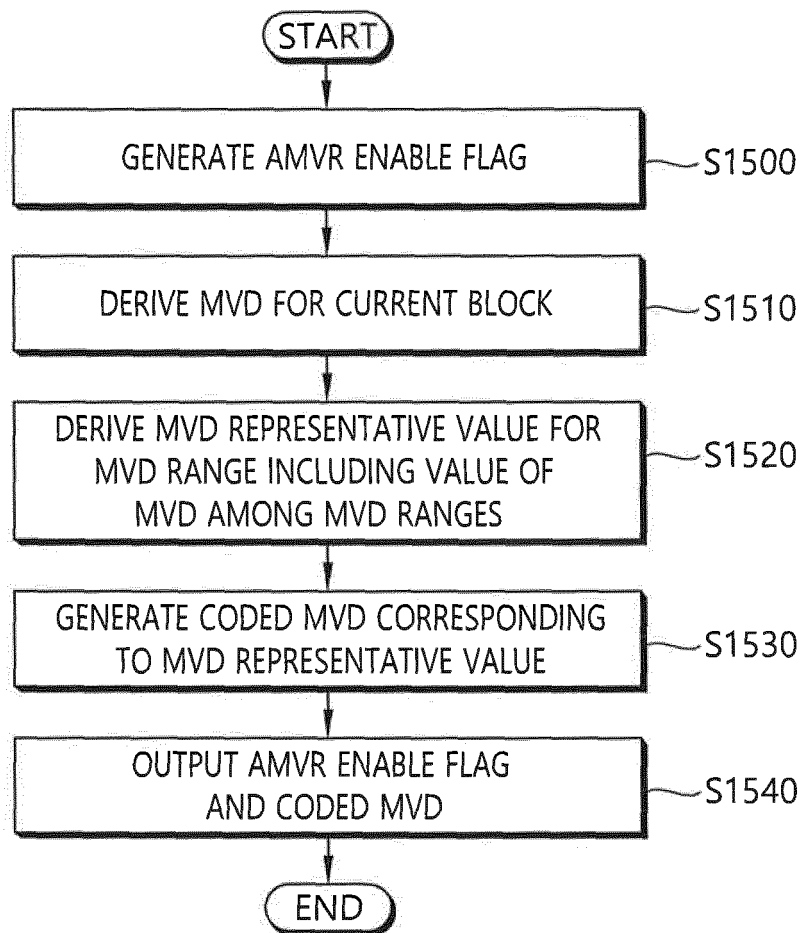 START
GENERATE AMVR ENABLE FLAG
S1500
DERIVE MVD FOR CURRENT BLOCK
S1510
DERIVE MVD REPRESENTATIVE VALUE FOR
MVD RANGE INCLUDING VALUE OF
MVD AMONG MVD RANGES
S1520
GENERATE CODED MVD CORRESPONDING
TO MVD REPRESENTATIVE VALUE
S1530
OUTPUT AMVR ENABLE FLAG
AND CODED MVD
S1540
END